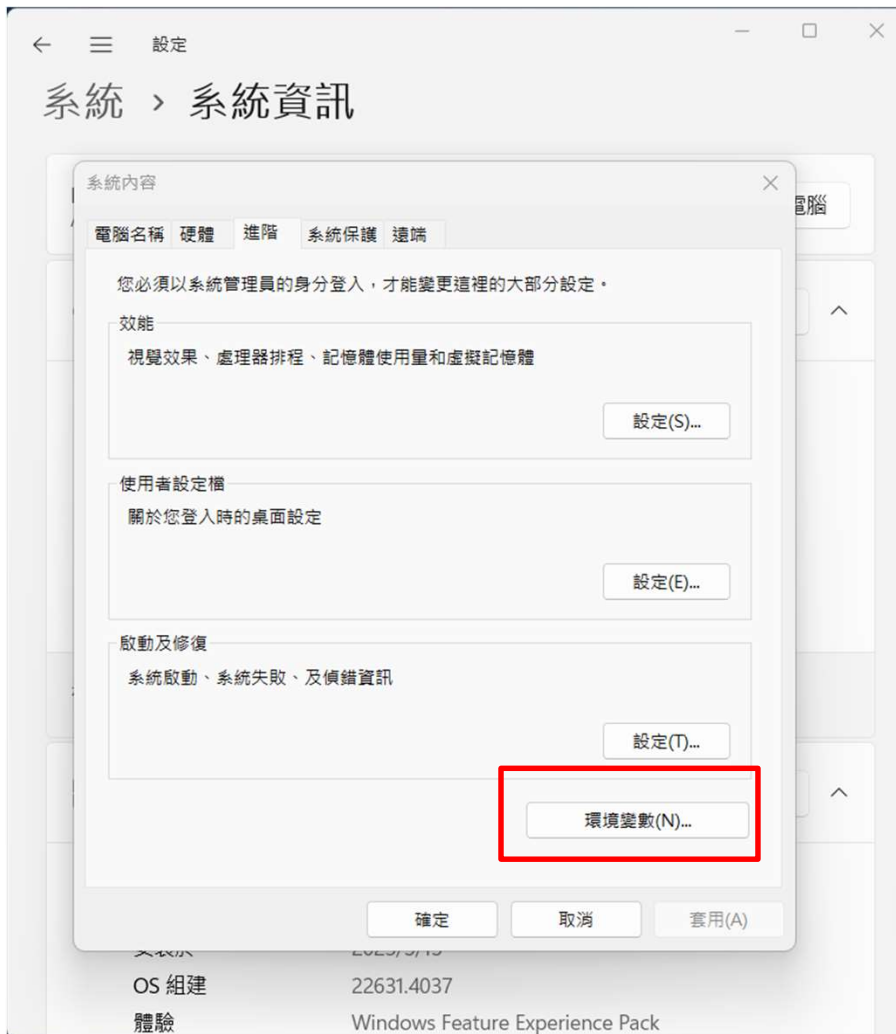 設定
系統 › 系統資訊
電腦
系統內容
電腦名稱 硬體 進階 系統保護 遠端
您必須以系統管理員的身分登入，才能變更這裡的大部分設定。
效能
視覺效果、處理器排程、記憶體使用量和虛擬記憶體
設定(S)...
使用者設定檔
關於您登入時的桌面設定
設定(E)...
啟動及修復
系統啟動、系統失敗、及偵錯資訊
設定(T)...
環境變數(N)...
確定 取消 套用(A)
OS 組建 22631.4037
體驗 Windows Feature Experience Pack